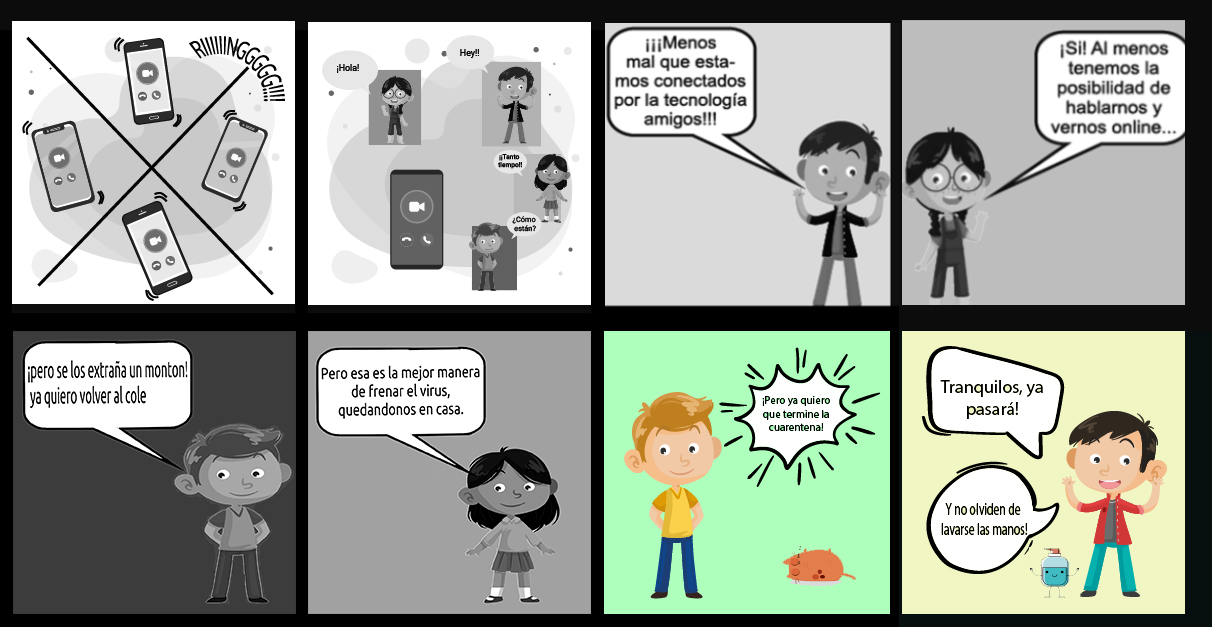 RIIIIIINGGGGG!!!!
¡Hola!
Hey!!
¡¡Tanto
tiempo!!
¿Cómo
están?
¡¡¡Menos
mal que esta-
mos conectados
por la tecnología
amigos!!!
¡Si! Al menos
tenemos la
posibilidad de
hablarnos y
vernos online...
¡pero se los extraña un monton!
ya quiero volver al cole
Pero esa es la mejor manera
de frenar el virus,
quedandonos en casa.
¡Pero ya quiero
que termine la
cuarentena!
Tranquilos, ya
pasará!
Y no olviden de
lavarse las manos!